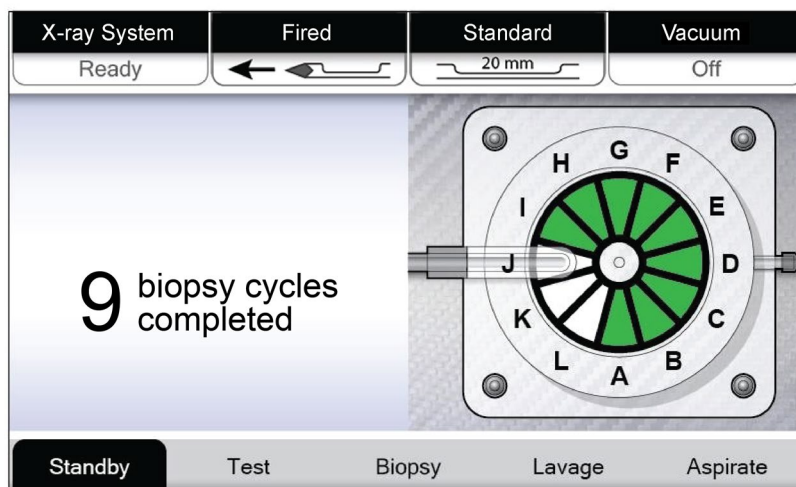 X-ray System
Fired
Standard
Vacuum
Ready
20 mm
Off
G
H
F
I
E
J
D
9 biopsy cycles
completed
K
C
L
B
A
Standby
Test
Biopsy
Lavage
Aspirate